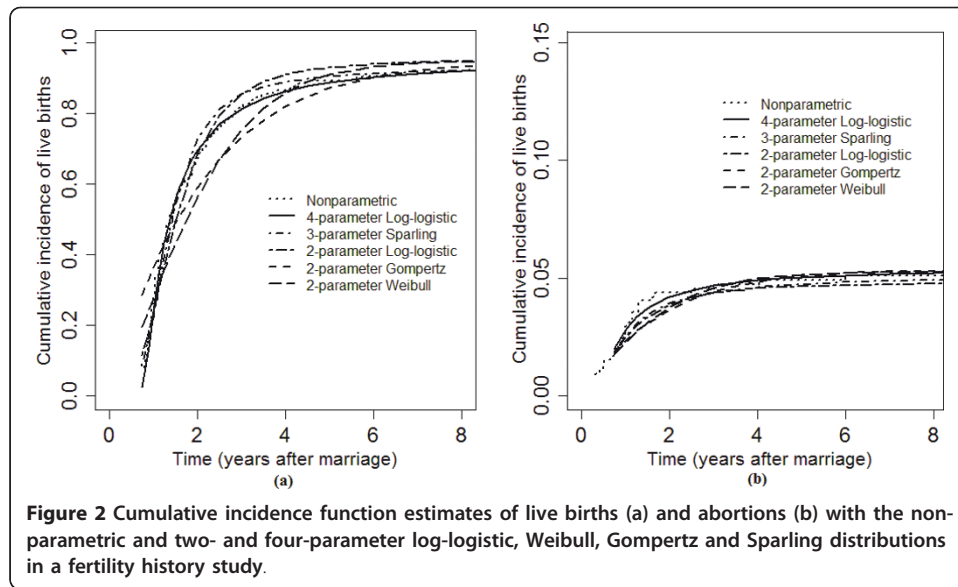 Cumulative incidence of live births
1.0
0.8
0.6
0.4
0.2
0.0
Nonparametric
4-parameter Log-logistic
3-parameter Sparling
2-parameter Log-logistic
2-parameter Gompertz
2-parameter Weibull
0 2 4 6 8
Time (years after marriage)
(a)
Cumulative incidence of live births
0.15
0.10
0.05
0.00
Nonparametric
4-parameter Log-logistic
3-parameter Sparling
2-parameter Log-logistic
2-parameter Gompertz
2-parameter Weibull
0 2 4 6 8
Time (years after marriage)
(b)
Figure 2 Cumulative incidence function estimates of live births (a) and abortions (b) with the non-
parametric and two- and four-parameter log-logistic, Weibull, Gompertz and Sparling distributions
in a fertility history study.